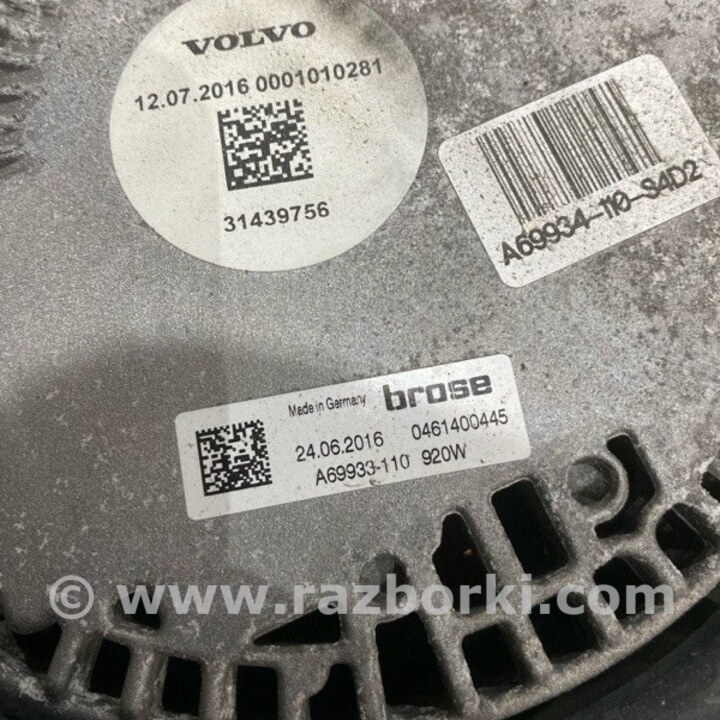 VOLVO
12.07.2016 0001010281
31439756
A69934-110-S4D2
Made in Germany brose
24.06.2016 0461400445
A69933-110 920W
© www.razborki.com